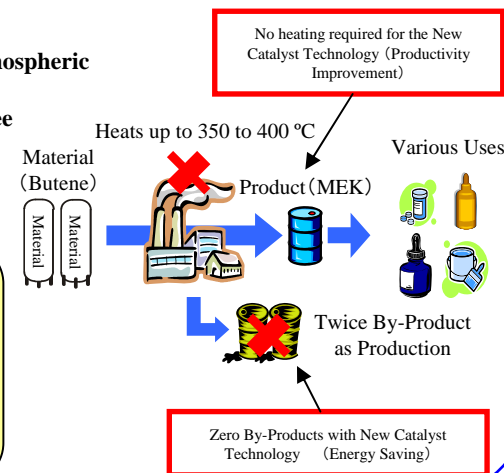 No heating required for the New
Catalyst Technology（Productivity
Improvement）
ospheric
ee
Heats up to 350 to 400 ºC
Material
（Butene）
Various Uses
Product（MEK）
Material
Material
Twice By-Product
as Production
Zero By-Products with New Catalyst
Technology （Energy Saving）